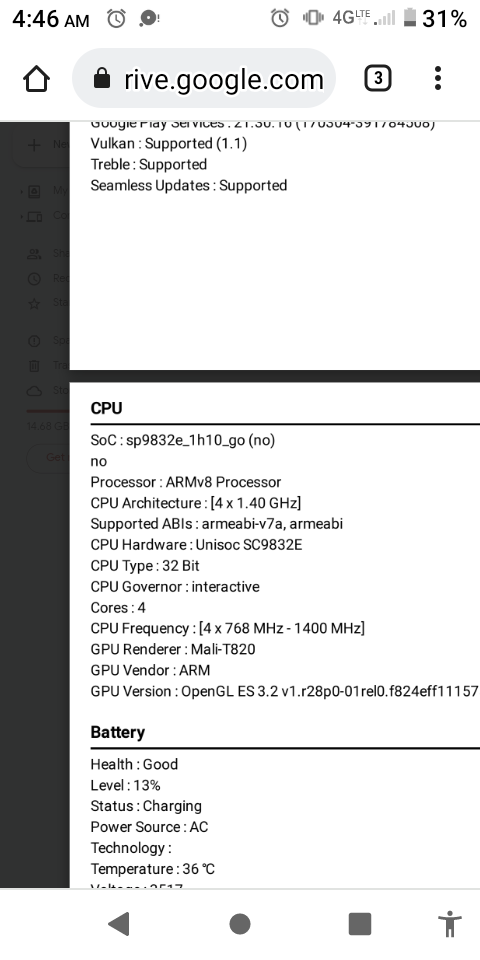 4:46 AM 4G LTE 31%
rive.google.com 3
Google Play Services : 21.30.16 (170304-391784508)
Vulkan : Supported (1.1)
Treble : Supported
Seamless Updates : Supported
14.68 GB
Get
CPU
SoC : sp9832e_1h10_go (no)
no
Processor : ARMv8 Processor
CPU Architecture : [4 x 1.40 GHz]
Supported ABIs : armeabi-v7a, armeabi
CPU Hardware : Unisoc SC9832E
CPU Type : 32 Bit
CPU Governor : interactive
Cores : 4
CPU Frequency : [4 x 768 MHz - 1400 MHz]
GPU Renderer : Mali-T820
GPU Vendor : ARM
GPU Version : OpenGL ES 3.2 v1.r28p0-01rel0.f824eff11157
Battery
Health : Good
Level : 13%
Status : Charging
Power Source : AC
Technology :
Temperature : 36 °C
Voltage : 3517